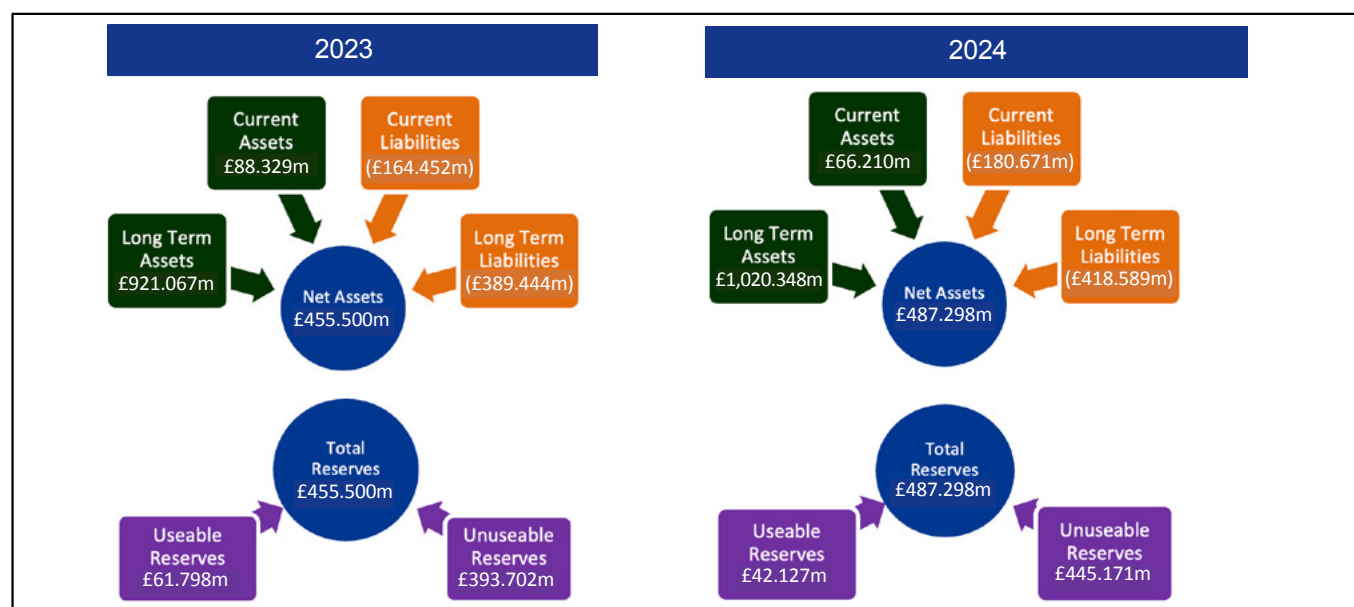 2023
Current
Assets
£88.329m
Current
Liabilities
(£164.452m)
Long Term
Assets
£921.067m
Long Term
Liabilities
(£389.444m)
Net Assets
£455.500m
Total
Reserves
£455.500m
Useable
Reserves
£61.798m
Unuseable
Reserves
£393.702m
2024
Current
Assets
£66.210m
Current
Liabilities
(£180.671m)
Long Term
Assets
£1,020.348m
Long Term
Liabilities
(£418.589m)
Net Assets
£487.298m
Total
Reserves
£487.298m
Useable
Reserves
£42.127m
Unuseable
Reserves
£445.171m